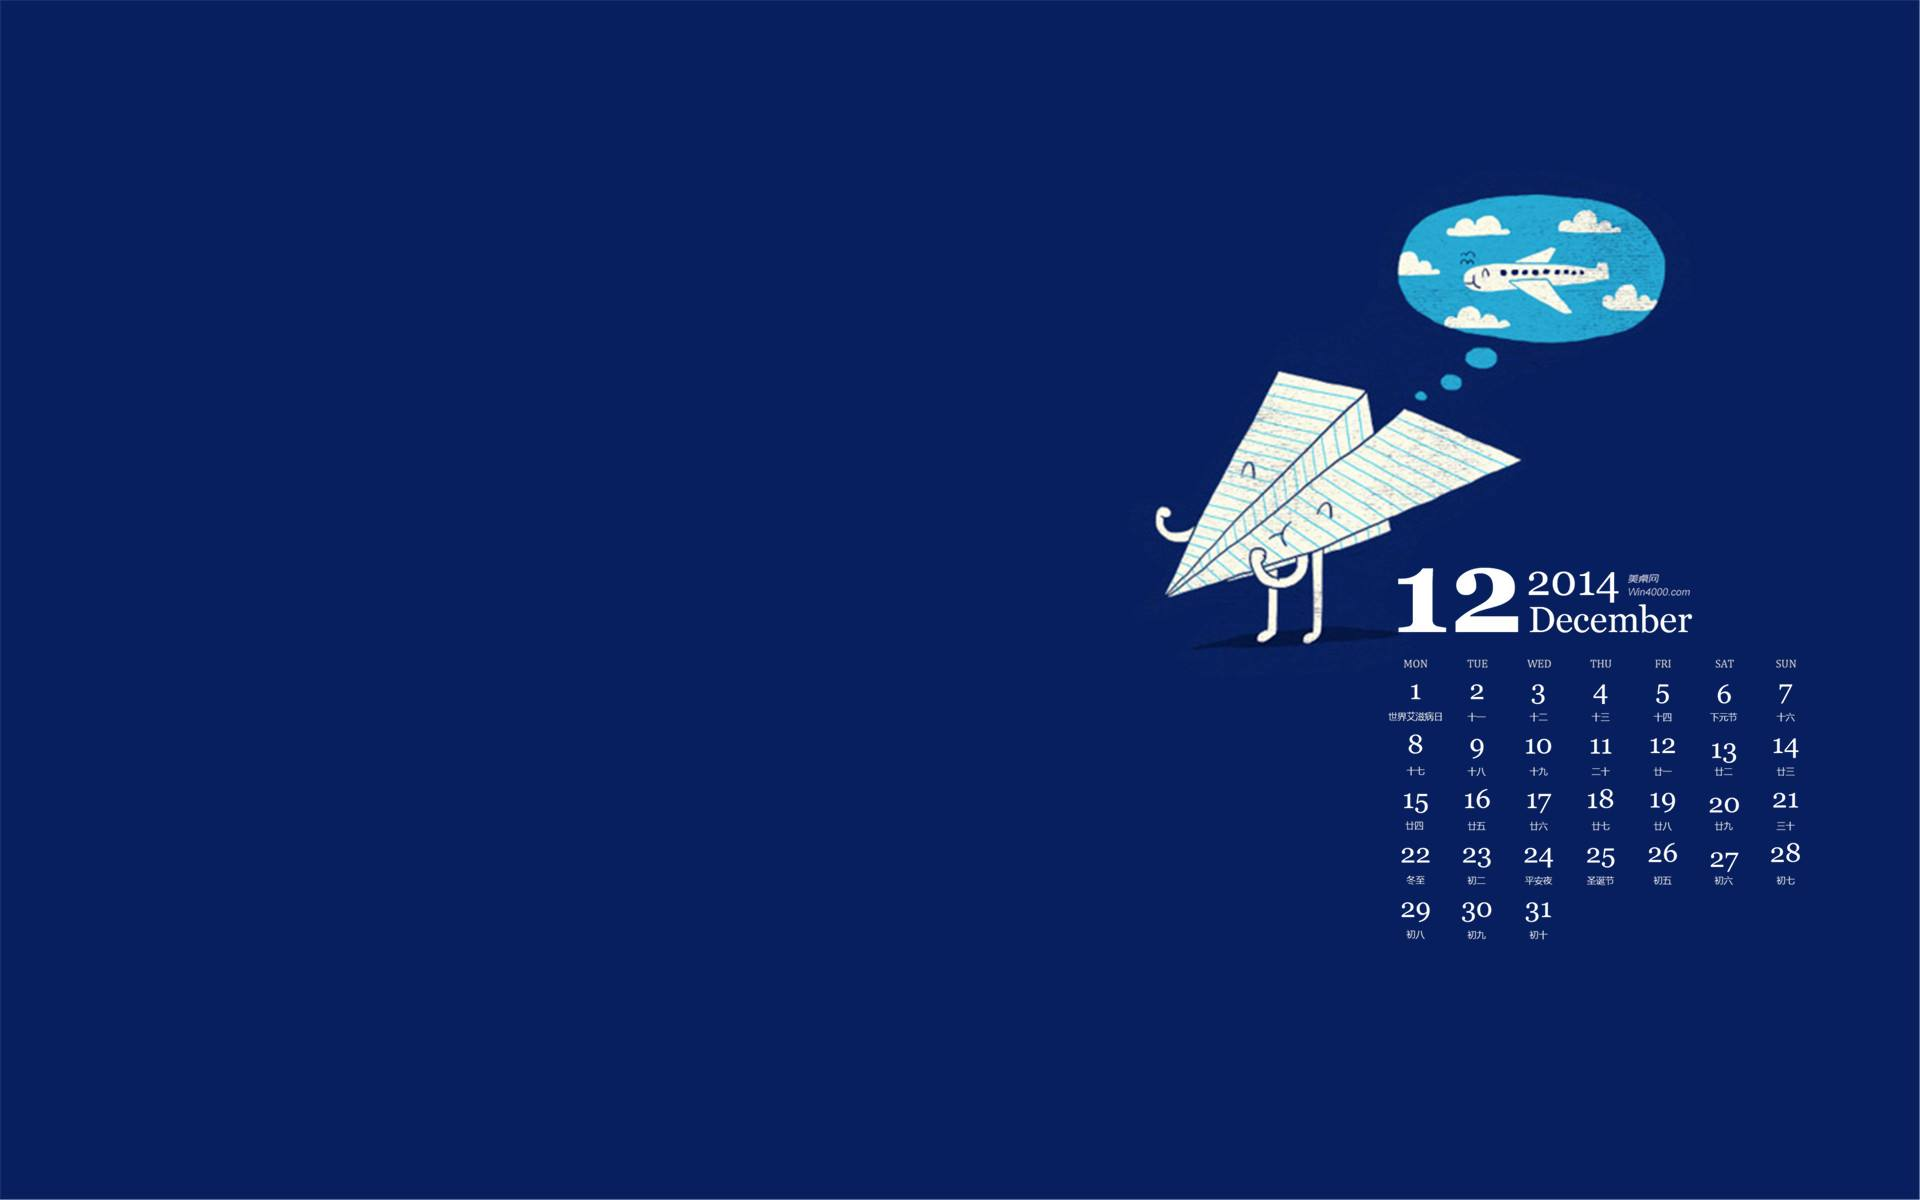 12 2014 美桌网
Win4000.com
December
MON TUE WED THU FRI SAT SUN
1 2 3 4 5 6 7
世界艾滋病日 十一 十二 十三 十四 下元节 十六
8 9 10 11 12 13 14
十七 十八 十九 二十 廿一 廿二 廿三
15 16 17 18 19 20 21
廿四 廿五 廿六 廿七 廿八 廿九 三十
22 23 24 25 26 27 28
冬至 初二 平安夜 圣诞节 初五 初六 初七
29 30 31
初八 初九 初十